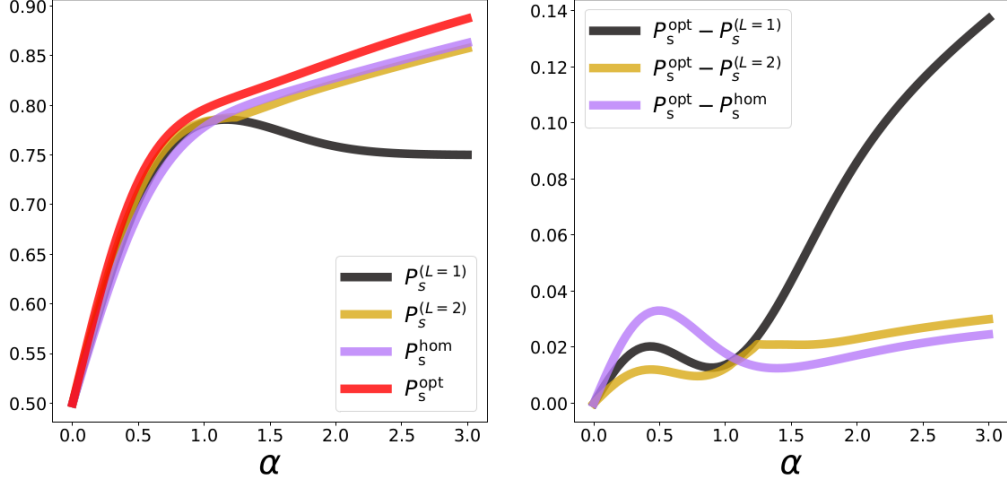 0.90
0.85
0.80
0.75
0.70
0.65
0.60
0.55
0.50
0.0 0.5 1.0 1.5 2.0 2.5 3.0
α
P_s^{(L=1)}
P_s^{(L=2)}
P_s^{hom}
P_s^{opt}
0.14
0.12
0.10
0.08
0.06
0.04
0.02
0.00
0.0 0.5 1.0 1.5 2.0 2.5 3.0
α
P_s^{opt} − P_s^{(L=1)}
P_s^{opt} − P_s^{(L=2)}
P_s^{opt} − P_s^{hom}